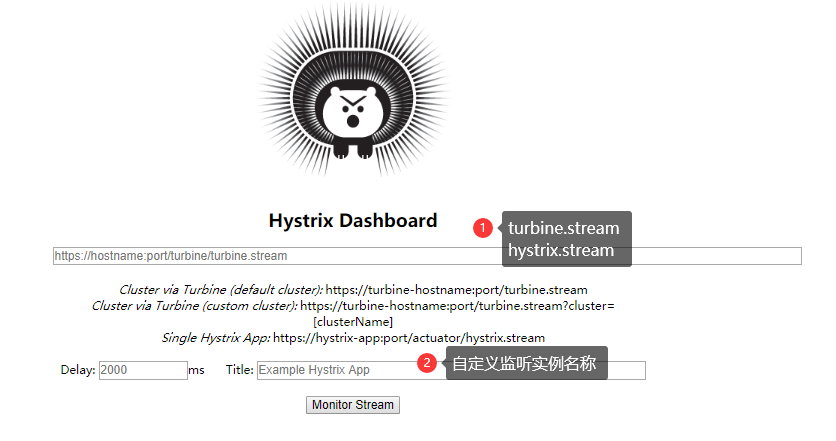 Hystrix Dashboard
1
turbine.stream
hystrix.stream
https://hostname:port/turbine/turbine.stream
Cluster via Turbine (default cluster): https://turbine-hostname:port/turbine.stream
Cluster via Turbine (custom cluster): https://turbine-hostname:port/turbine.stream?cluster=
[clusterName]
Single Hystrix App: https://hystrix-app:port/actuator/hystrix.stream
Delay: 2000 ms Title: Example Hystrix App 2 自定义监听实例名称
Monitor Stream